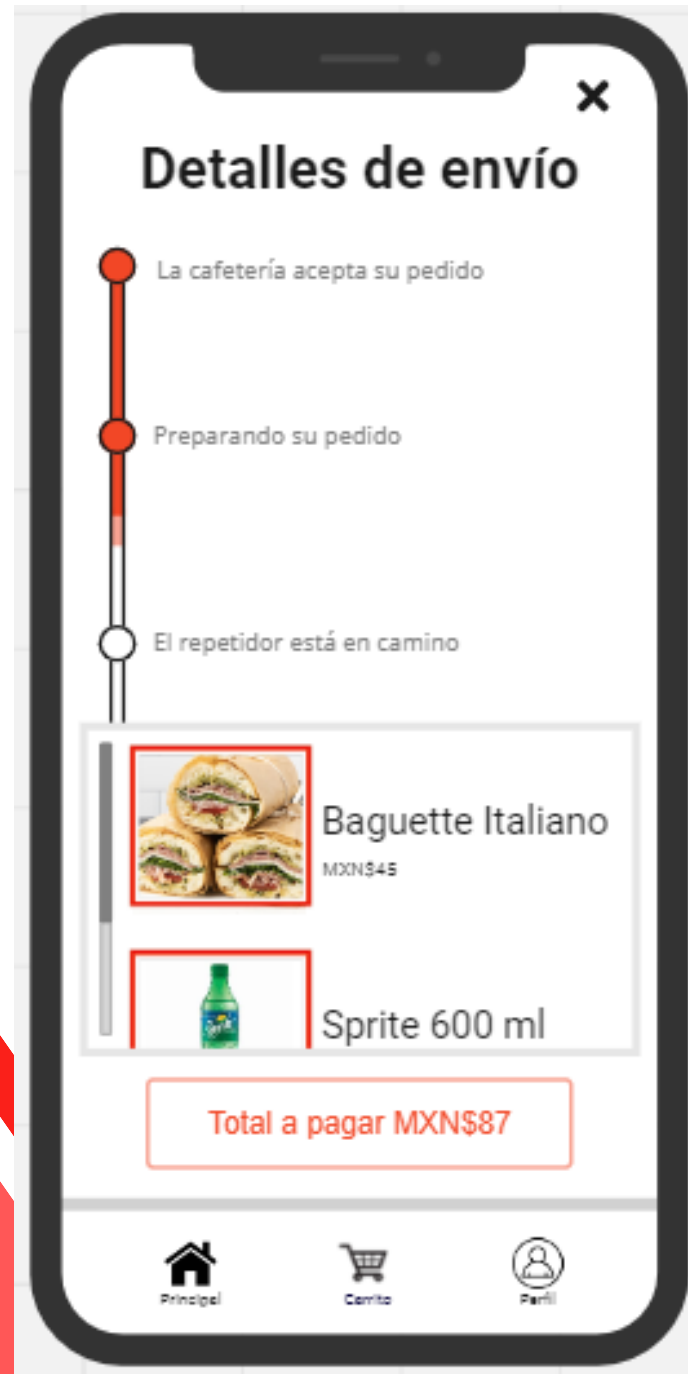 Detalles de envío
La cafetería acepta su pedido
Preparando su pedido
El repetidor está en camino
Baguette Italiano
MXN$45
Sprite
Sprite 600 ml
Total a pagar MXN$87
Principal
Carrito
Perfil